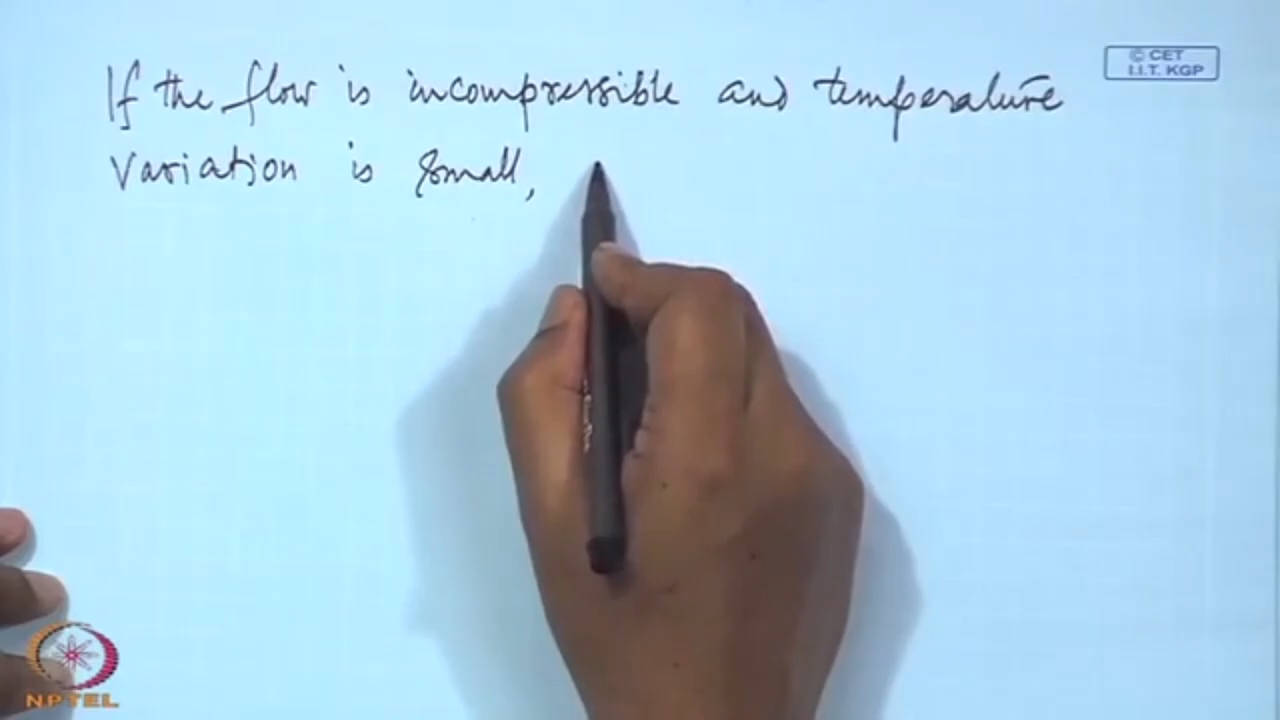 If the flow is incompressible and temperature
variation is small,
© CET
I.I.T. KGP
NPTEL